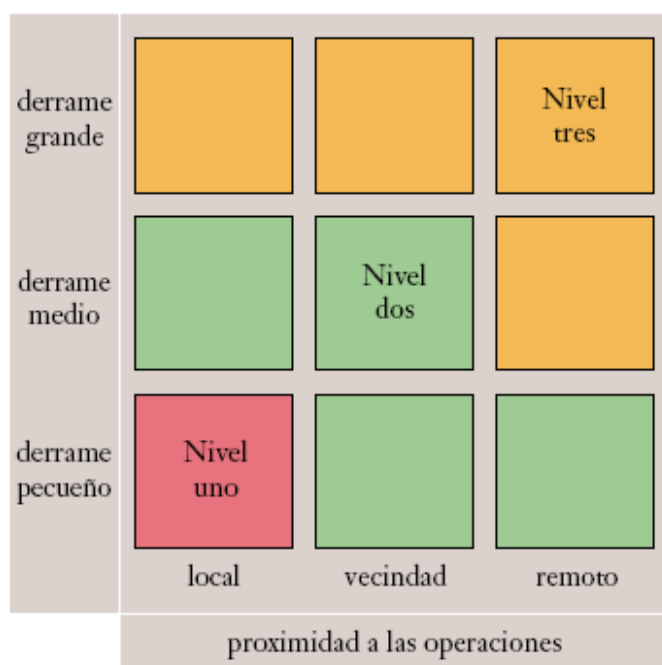 derrame
grande
Nivel
tres
derrame
medio
Nivel
dos
derrame
pecueño
Nivel
uno
local
vecindad
remoto
proximidad a las operaciones